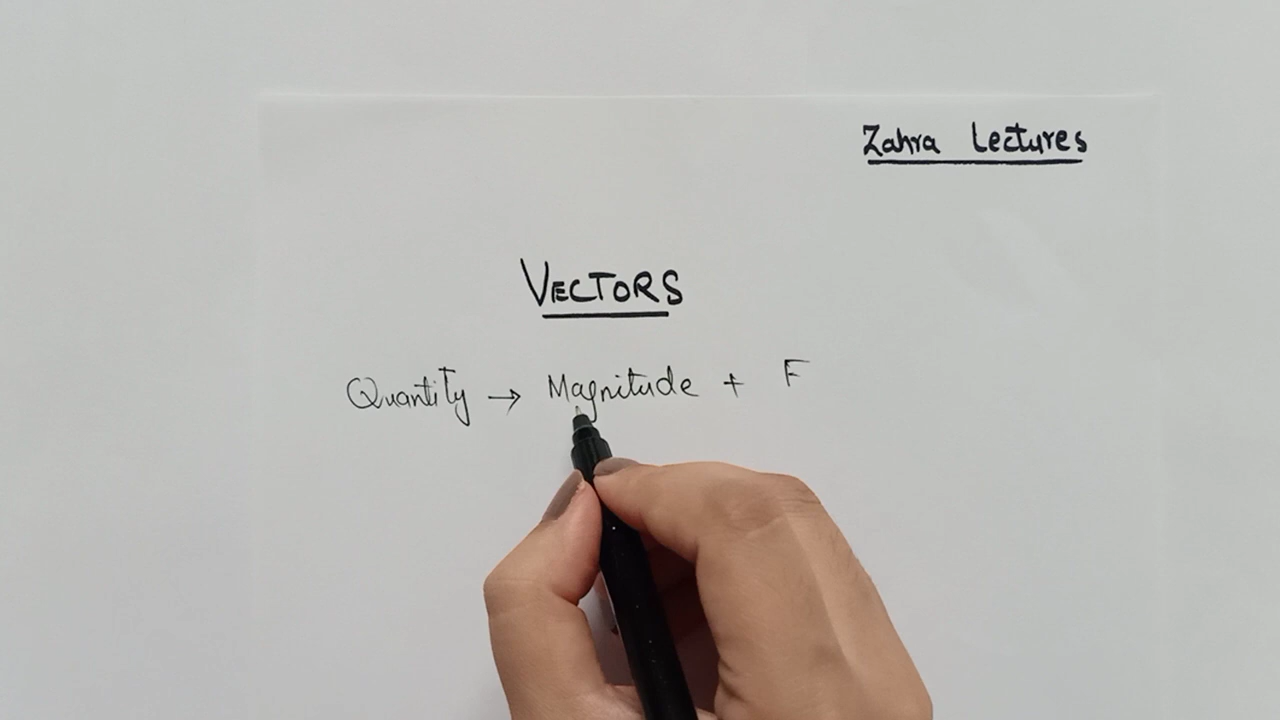 Zahra Lectures
VECTORS
Quantity → Magnitude + F